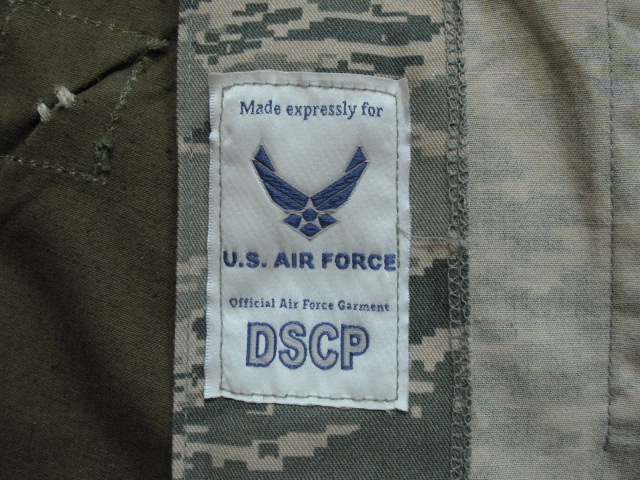 Made expressly for
U.S. AIR FORCE
Official Air Force Garment
DSCP